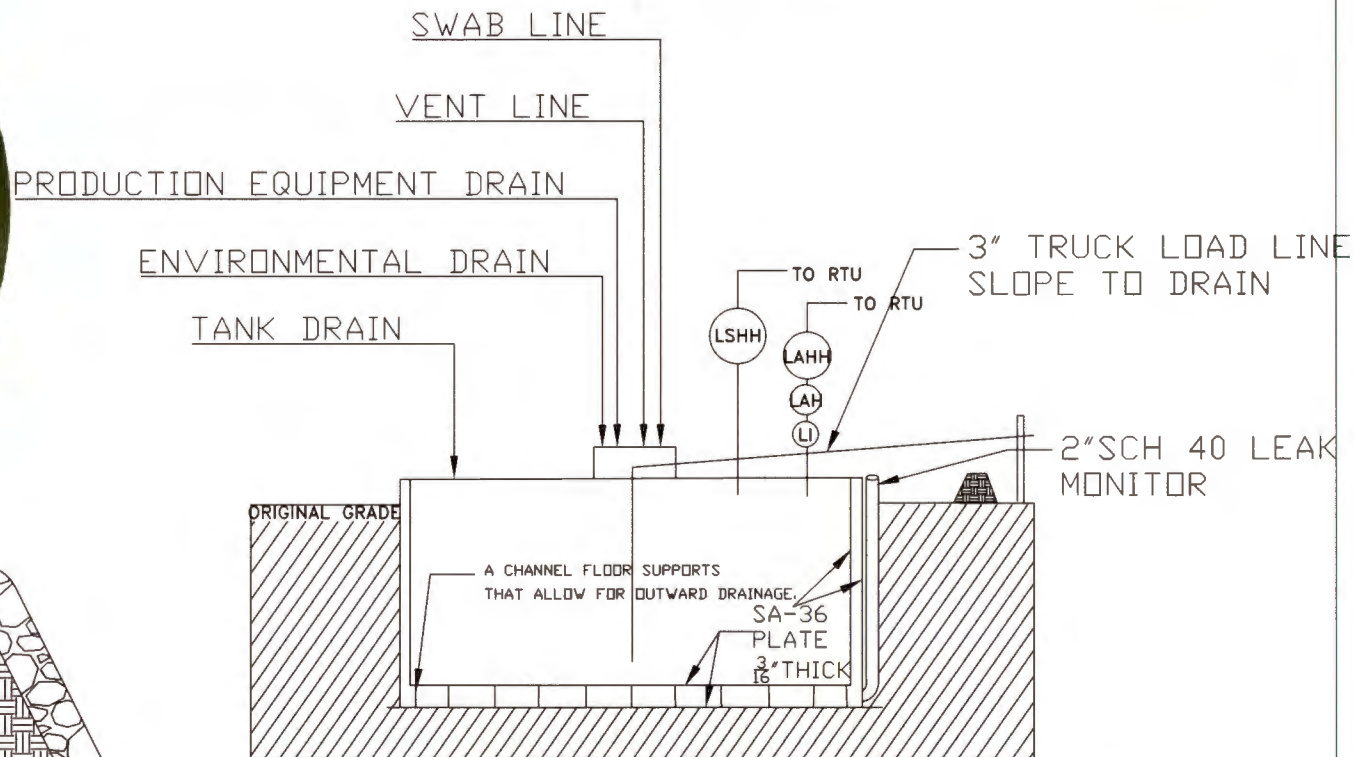 SWAB LINE
VENT LINE
PRODUCTION EQUIPMENT DRAIN
ENVIRONMENTAL DRAIN
TANK DRAIN
TO RTU
TO RTU
3" TRUCK LOAD LINE
SLOPE TO DRAIN
LSHH
LAHH
LAH
LI
2"SCH 40 LEAK
MONITOR
ORIGINAL GRADE
A CHANNEL FLOOR SUPPORTS
THAT ALLOW FOR OUTWARD DRAINAGE.
SA-36
PLATE
3/16"THICK